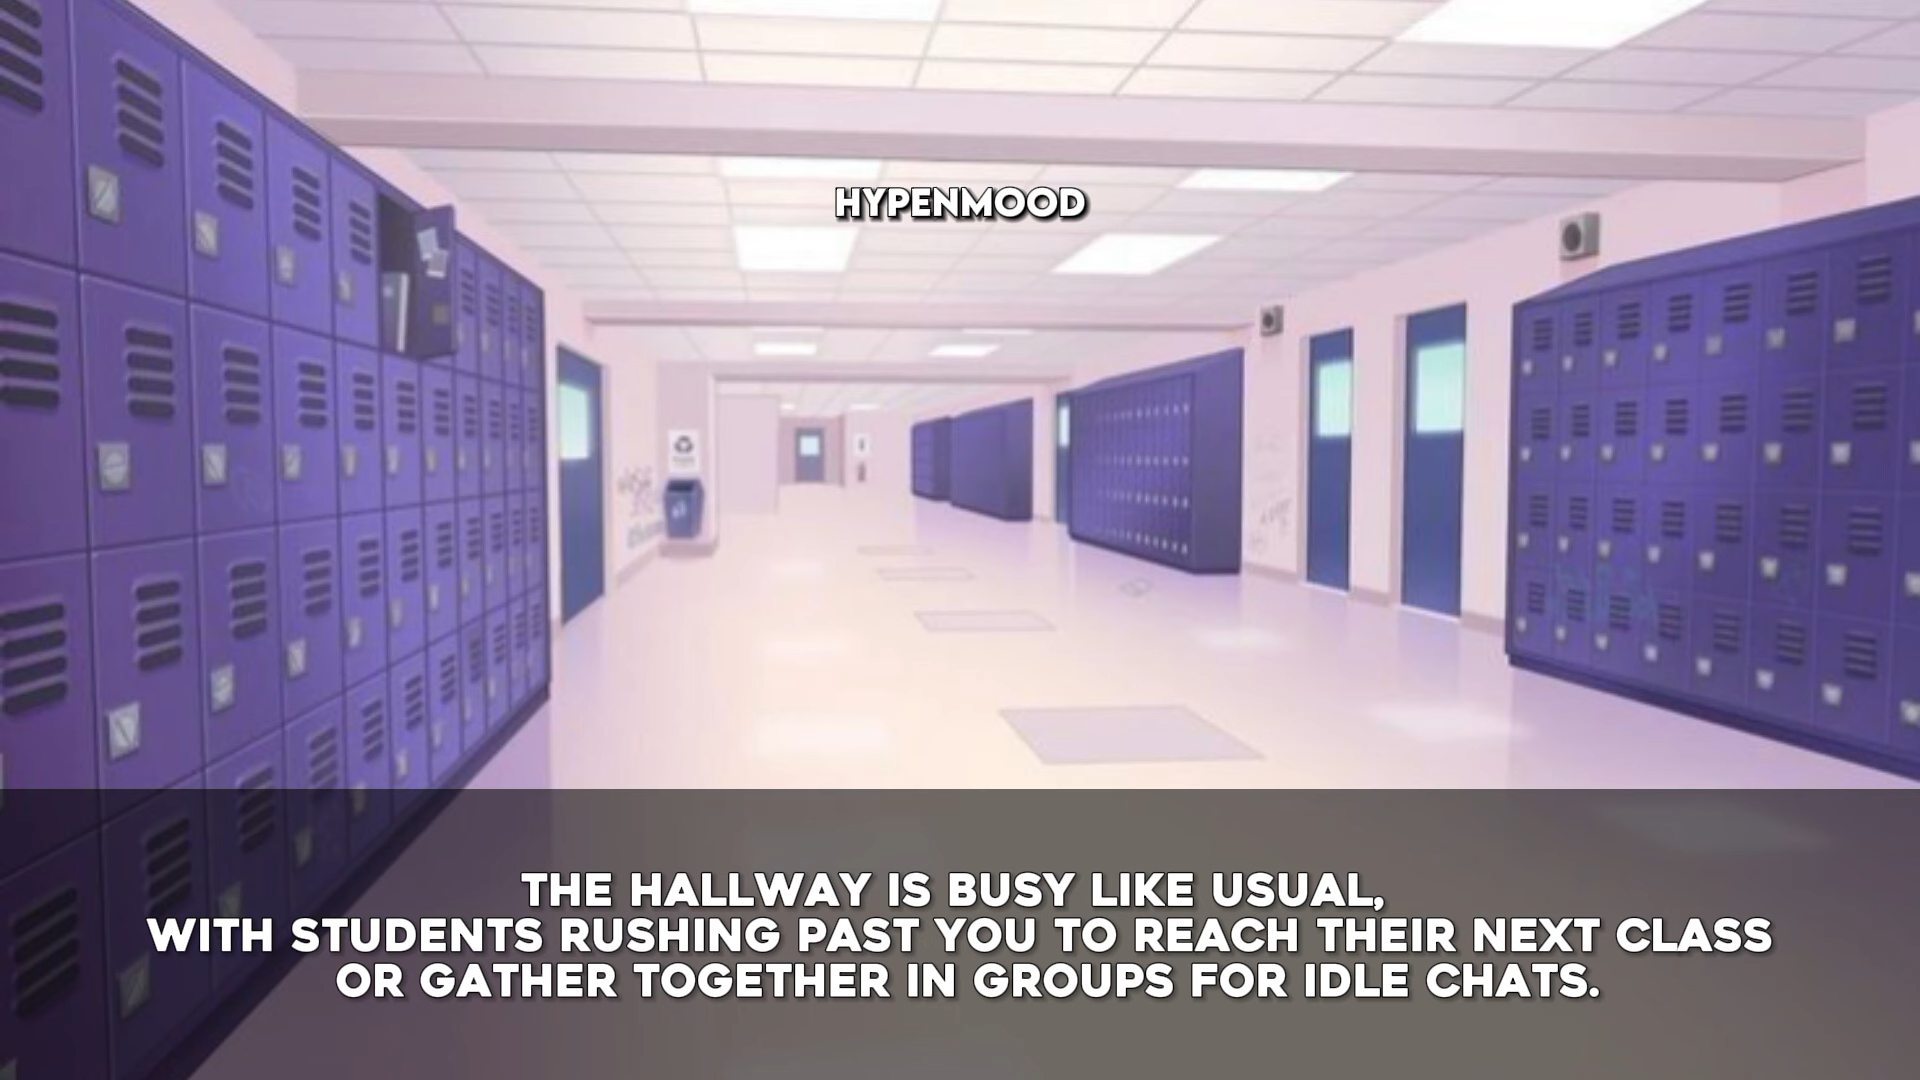 HYPENMOOD
THE HALLWAY IS BUSY LIKE USUAL,
WITH STUDENTS RUSHING PAST YOU TO REACH THEIR NEXT CLASS
OR GATHER TOGETHER IN GROUPS FOR IDLE CHATS.